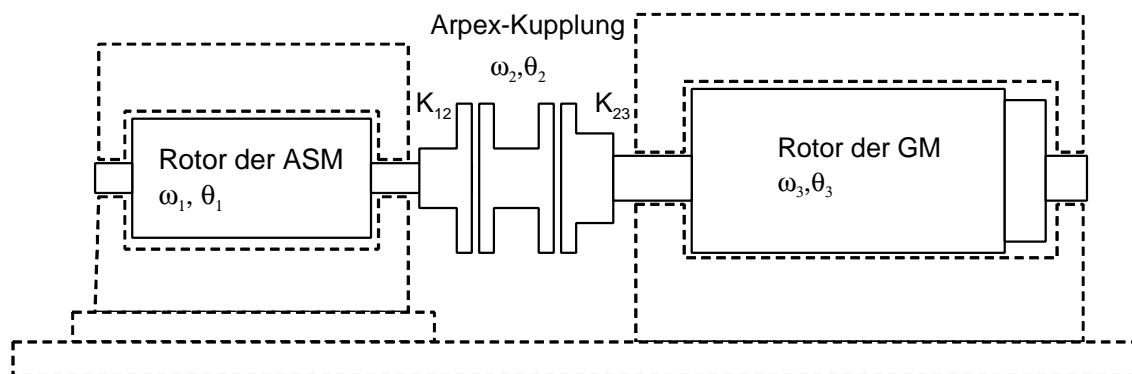 Arpex-Kupplung
ω₂,θ₂
K₁₂
K₂₃
Rotor der ASM
ω₁, θ₁
Rotor der GM
ω₃,θ₃